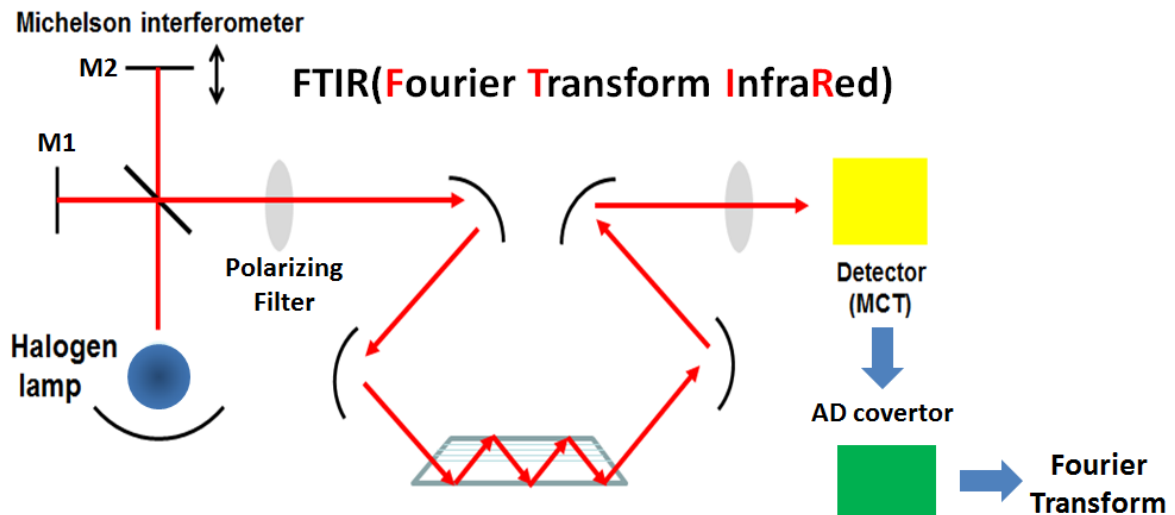 Michelson interferometer
M2
FTIR(Fourier Transform InfraRed)
M1
Polarizing
Filter
Detector
(MCT)
Halogen
lamp
AD covertor
Fourier
Transform